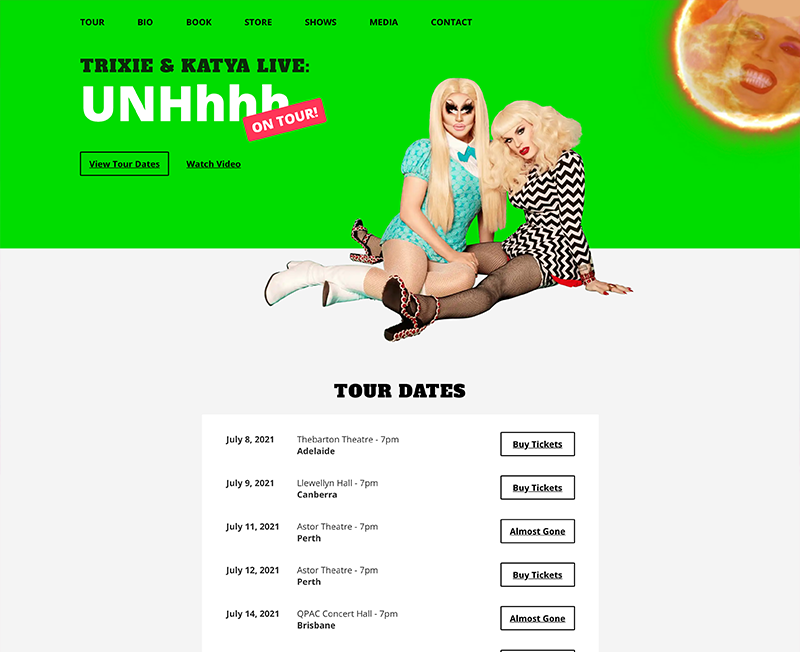 TOUR BIO BOOK STORE SHOWS MEDIA CONTACT
TRIXIE & KATYA LIVE:
UNHhhh
ON TOUR!
View Tour Dates Watch Video
TOUR DATES
July 8, 2021 Thebarton Theatre - 7pm Buy Tickets
Adelaide
July 9, 2021 Llewellyn Hall - 7pm Buy Tickets
Canberra
July 11, 2021 Astor Theatre - 7pm Almost Gone
Perth
July 12, 2021 Astor Theatre - 7pm Buy Tickets
Perth
July 14, 2021 QPAC Concert Hall - 7pm Almost Gone
Brisbane